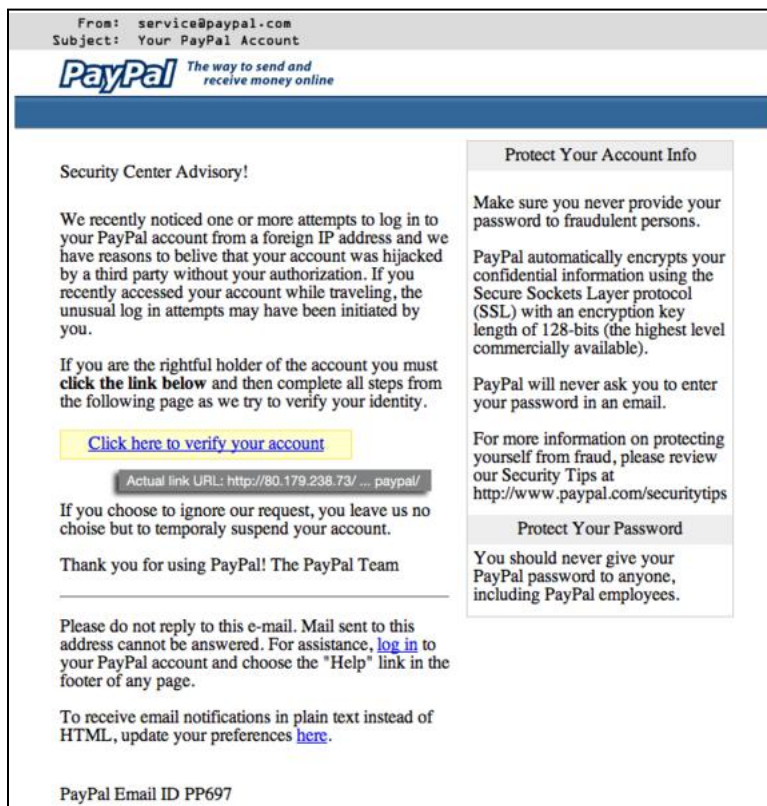 From: service@paypal.com
Subject: Your PayPal Account
PayPal The way to send and
receive money online
Security Center Advisory!
We recently noticed one or more attempts to log in to
your PayPal account from a foreign IP address and we
have reasons to belive that your account was hijacked
by a third party without your authorization. If you
recently accessed your account while traveling, the
unusual log in attempts may have been initiated by
you.
If you are the rightful holder of the account you must
click the link below and then complete all steps from
the following page as we try to verify your identity.
Click here to verify your account
Actual link URL: http://80.179.238.73/ ... paypal/
If you choose to ignore our request, you leave us no
choise but to temporaly suspend your account.
Thank you for using PayPal! The PayPal Team
Please do not reply to this e-mail. Mail sent to this
address cannot be answered. For assistance, log in to
your PayPal account and choose the "Help" link in the
footer of any page.
To receive email notifications in plain text instead of
HTML, update your preferences here.
PayPal Email ID PP697
Protect Your Account Info
Make sure you never provide your
password to fraudulent persons.
PayPal automatically encrypts your
confidential information using the
Secure Sockets Layer protocol
(SSL) with an encryption key
length of 128-bits (the highest level
commercially available).
PayPal will never ask you to enter
your password in an email.
For more information on protecting
yourself from fraud, please review
our Security Tips at
http://www.paypal.com/securitytips
Protect Your Password
You should never give your
PayPal password to anyone,
including PayPal employees.